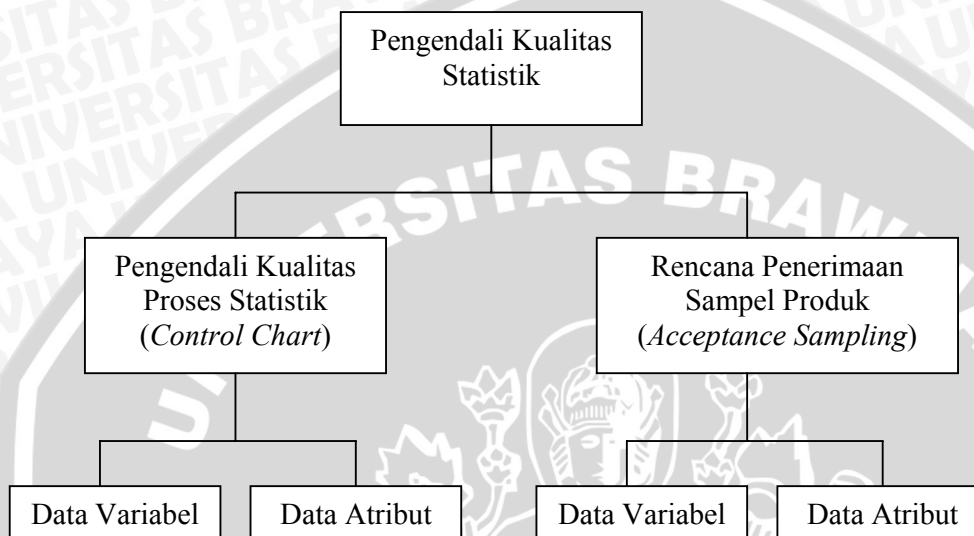 Pengendali Kualitas
Statistik
Pengendali Kualitas
Proses Statistik
(Control Chart)
Rencana Penerimaan
Sampel Produk
(Acceptance Sampling)
Data Variabel
Data Atribut
Data Variabel
Data Atribut